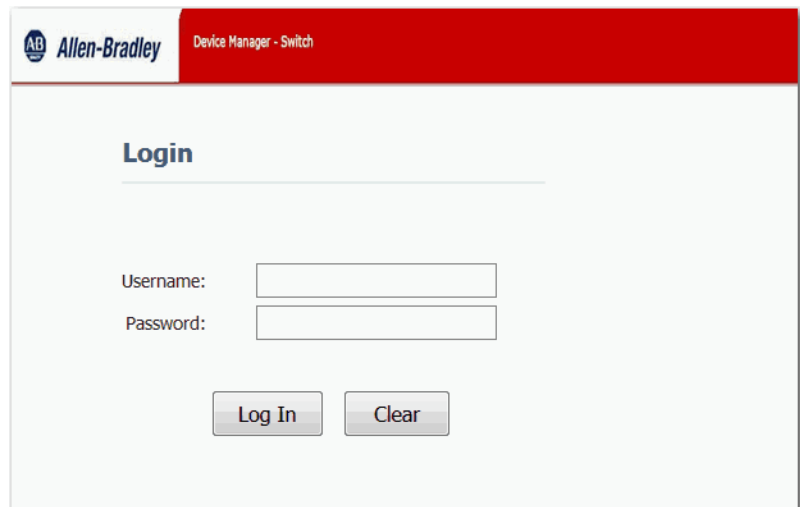 AB Allen-Bradley
Device Manager - Switch
Login
Username:
Password:
Log In
Clear